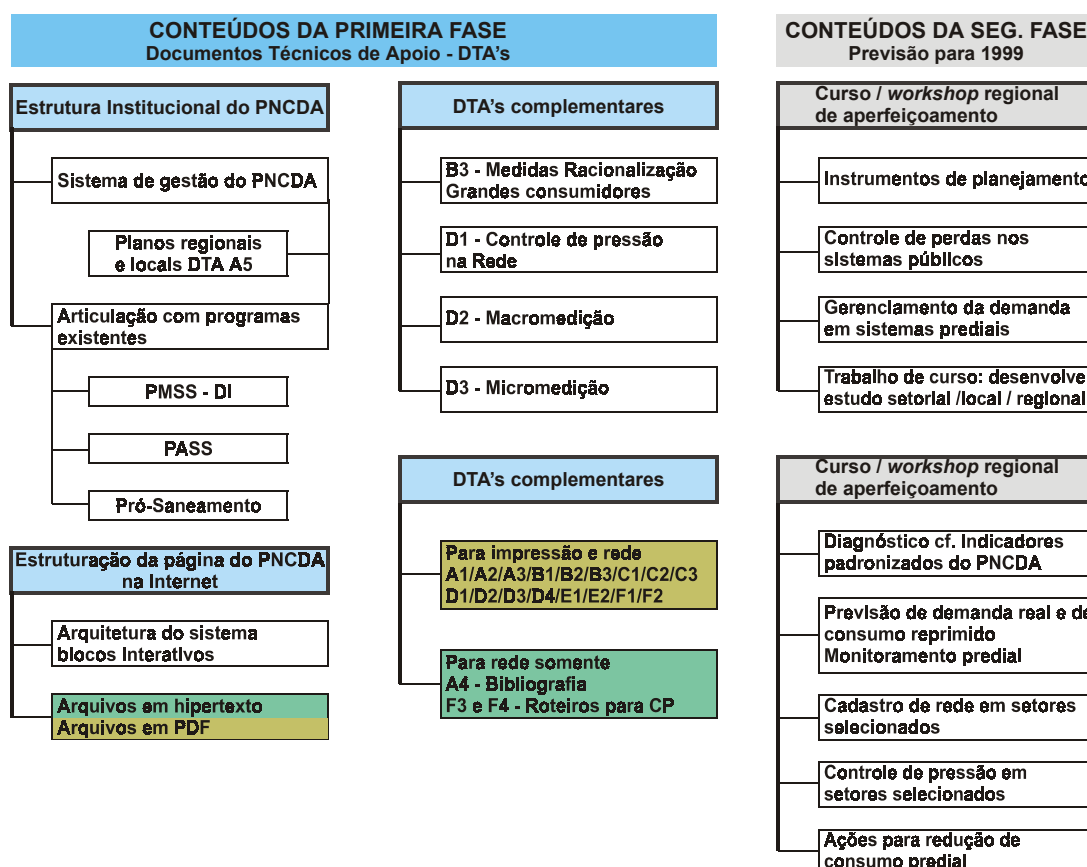 CONTEÚDOS DA PRIMEIRA FASE
Documentos Técnicos de Apoio - DTA's
Estrutura Institucional do PNCDA
Sistema de gestão do PNCDA
Planos regionais
e locais DTA A5
Articulação com programas
existentes
PMSS - DI
PASS
Pró-Saneamento
Estruturação da página do PNCDA
na Internet
Arquitetura do sistema
blocos Interativos
Arquivos em hipertexto
Arquivos em PDF
DTA's complementares
B3 - Medidas Racionalização
Grandes consumidores
D1 - Controle de pressão
na Rede
D2 - Macromedição
D3 - Micromedição
DTA's complementares
Para impressão e rede
A1/A2/A3/B1/B2/B3/C1/C2/C3
D1/D2/D3/D4/E1/E2/F1/F2
Para rede somente
A4 - Bibliografia
F3 e F4 - Roteiros para CP
CONTEÚDOS DA SEG. FASE
Previsão para 1999
Curso / workshop regional
de aperfeiçoamento
Instrumentos de planejamento
Controle de perdas nos
sistemas públicos
Gerenciamento da demanda
em sistemas prediais
Trabalho de curso: desenvolve
estudo setorial /local / regional
Curso / workshop regional
de aperfeiçoamento
Diagnóstico cf. Indicadores
padronizados do PNCDA
Previsão de demanda real e de
consumo reprimido
Monitoramento predial
Cadastro de rede em setores
selecionados
Controle de pressão em
setores selecionados
Ações para redução de
consumo predial